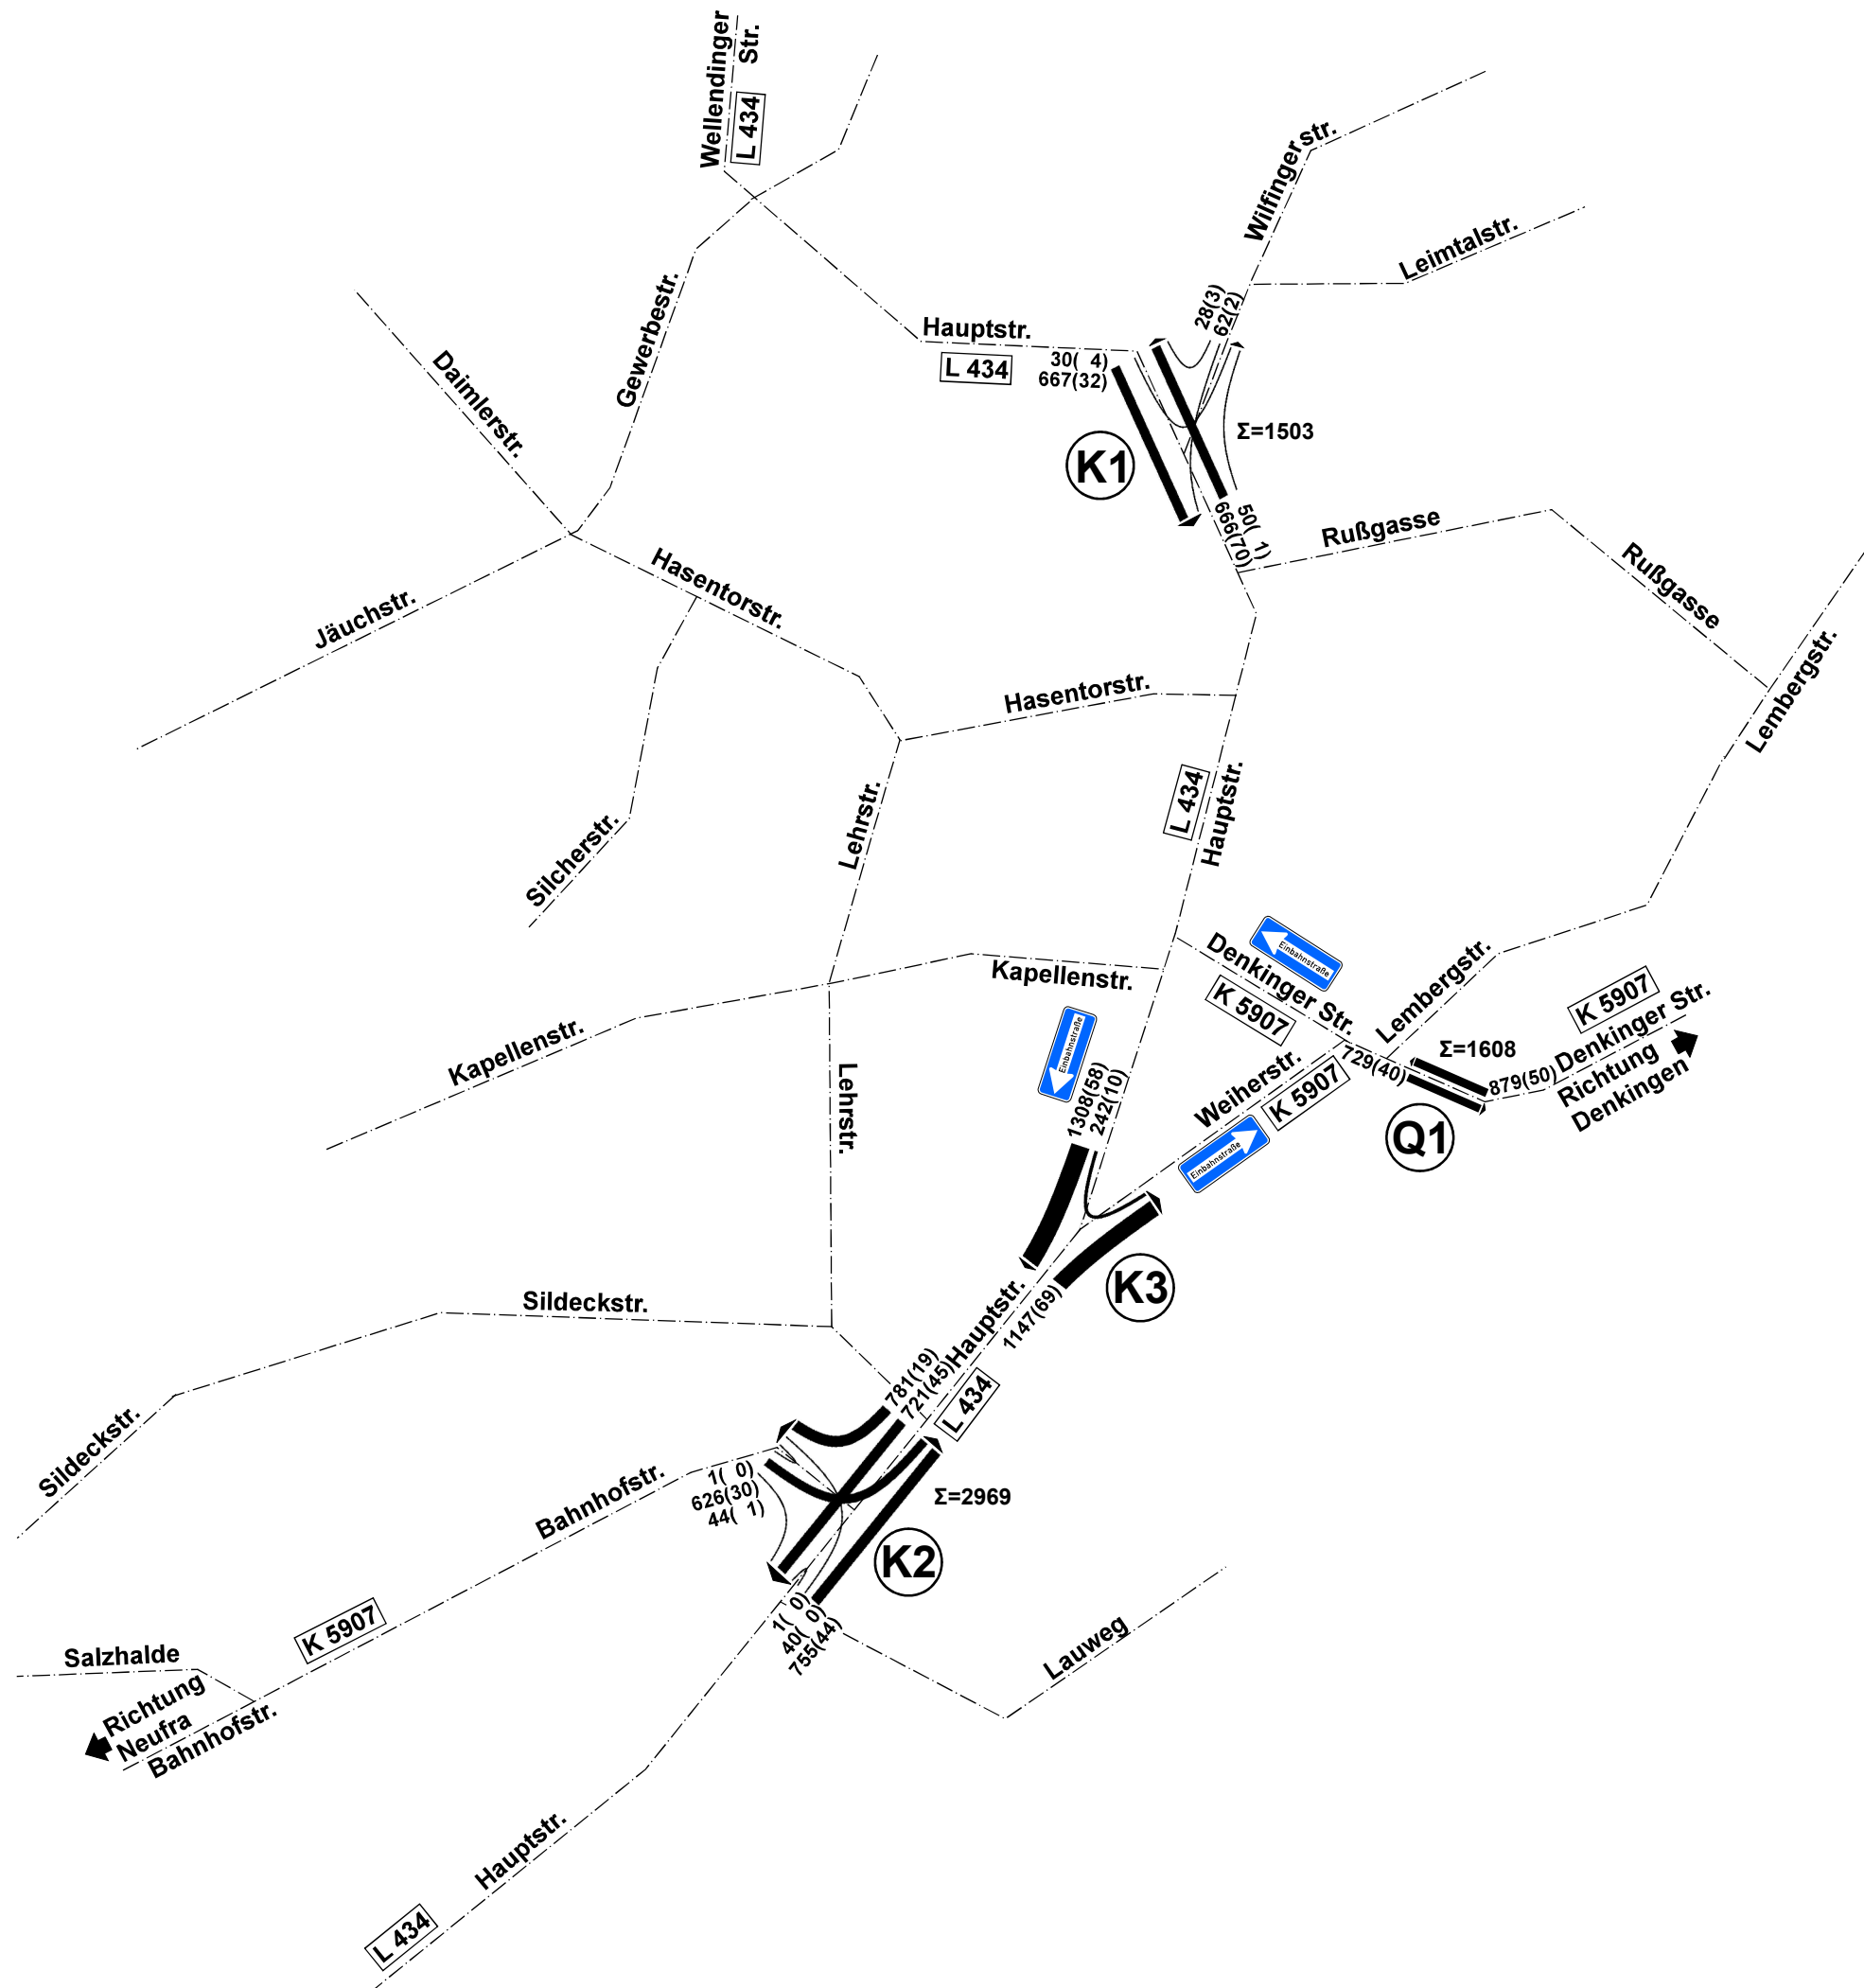 Wellendinger
Str.
L 434
Wilfingerstr.
Leimtalstr.
Gewerbestr.
Daimlerstr.
Hauptstr.
L 434
30( 4)
667(32)
28(3)
62(2)
Σ=1503
K1
50( 1)
666(70)
Rußgasse
Rußgasse
Lembergstr.
Jäuchstr.
Hasentorstr.
Hasentorstr.
Silcherstr.
Lehrstr.
L 434
Hauptstr.
Kapellenstr.
Kapellenstr.
Lehrstr.
Einbahnstraße
Denkinger Str.
K 5907
Einbahnstraße
Lembergstr.
K 5907
Denkinger Str.
Richtung
Denkingen
729(40)
Σ=1608
879(50)
Q1
1308(58)
242(10)
Weiherstr.
K 5907
Einbahnstraße
K3
1147(69)
Hauptstr.
L 434
Sildeckstr.
Sildeckstr.
781(19)
721(45)
Bahnhofstr.
1( 0)
626(30)
44( 1)
Σ=2969
K2
1( 0)
40( 0)
755(44)
Lauweg
K 5907
Salzhalde
Richtung
Neufra
Bahnhofstr.
Hauptstr.
L 434